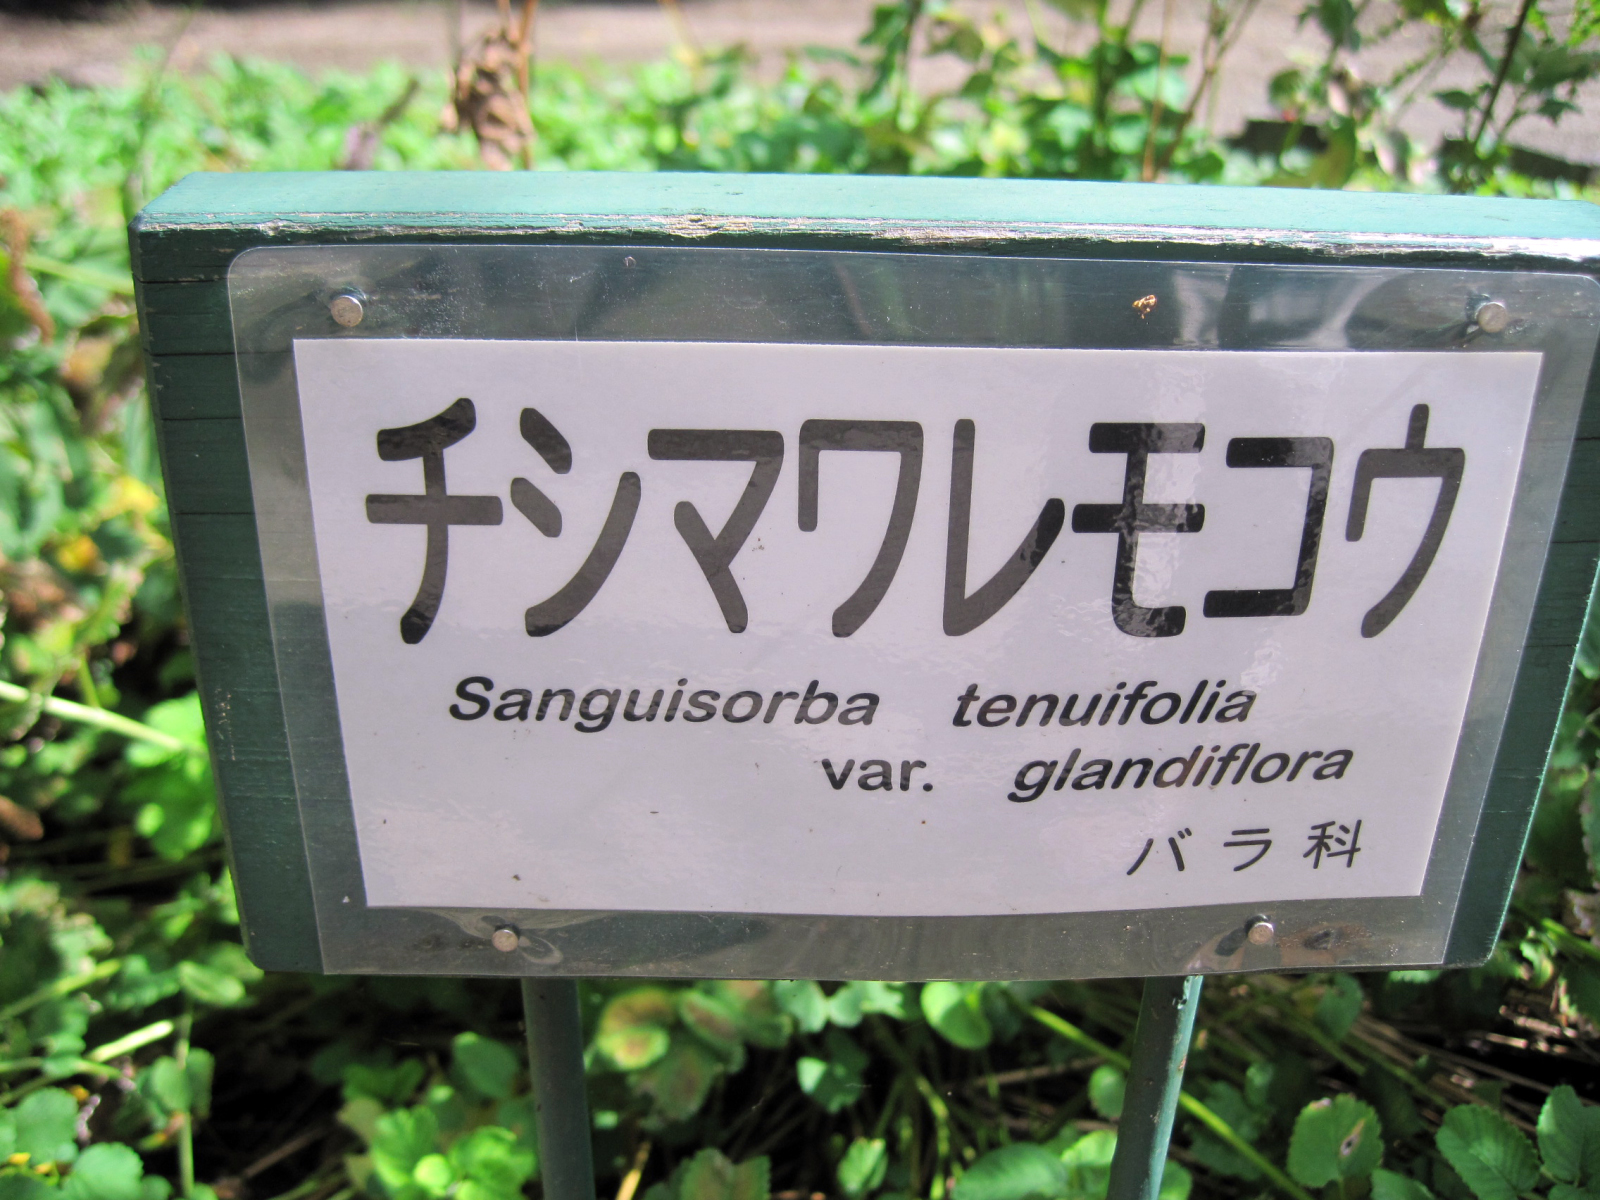 チシマワレモコウ
Sanguisorba tenuifolia
var. glandiflora
バラ科